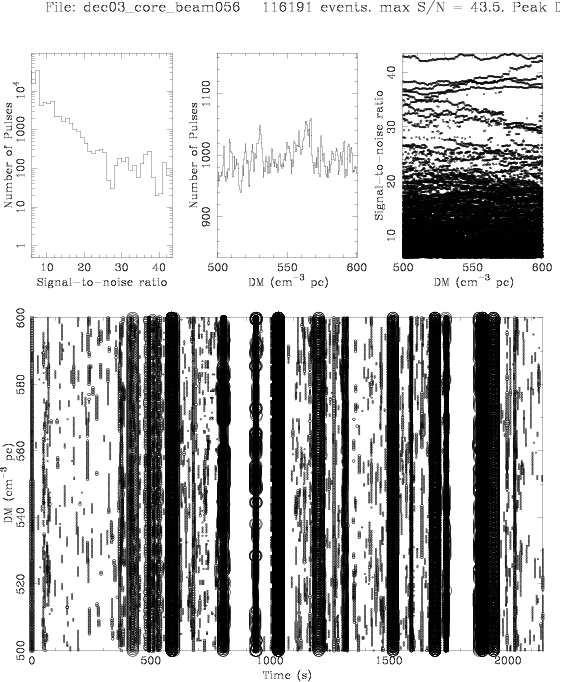 File: dec03_core_beam056 116191 events. max S/N = 43.5. Peak D
Number of Pulses
1 10 100 1000 10^4
10 20 30 40
Signal-to-noise ratio
Number of Pulses
900 1000 1100
500 550 600
DM (cm^-3 pc)
Signal-to-noise ratio
10 20 30 40
500 550 600
DM (cm^-3 pc)
DM (cm^-3 pc)
500 520 540 560 580 600
0 500 1000 1500 2000
Time (s)